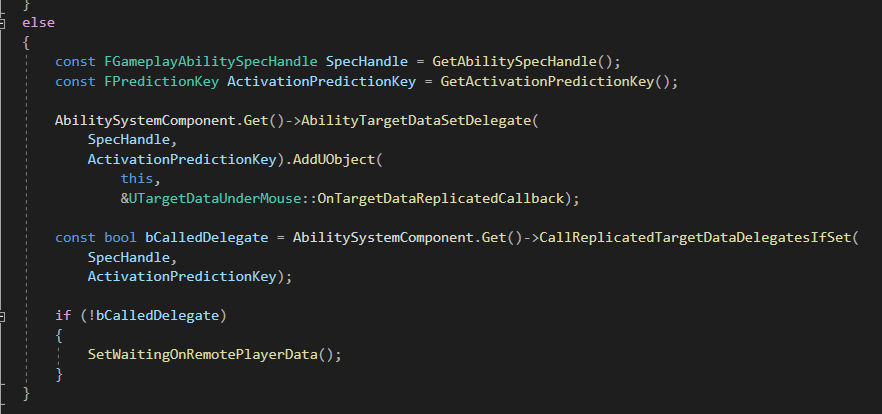 }
else
{
const FGameplayAbilitySpecHandle SpecHandle = GetAbilitySpecHandle();
const FPredictionKey ActivationPredictionKey = GetActivationPredictionKey();
AbilitySystemComponent.Get()->AbilityTargetDataSetDelegate(
SpecHandle,
ActivationPredictionKey).AddUObject(
this,
&UTargetDataUnderMouse::OnTargetDataReplicatedCallback);
const bool bCalledDelegate = AbilitySystemComponent.Get()->CallReplicatedTargetDataDelegatesIfSet(
SpecHandle,
ActivationPredictionKey);
if (!bCalledDelegate)
{
SetWaitingOnRemotePlayerData();
}
}